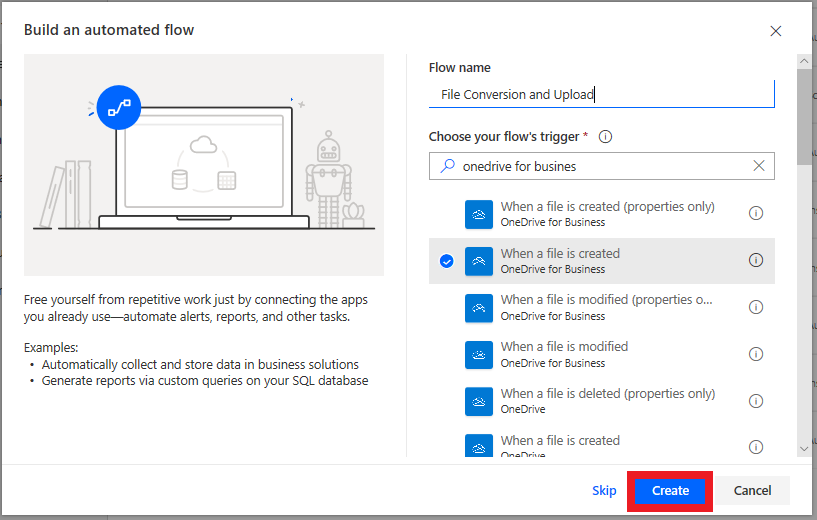 Build an automated flow
Free yourself from repetitive work just by connecting the apps
you already use—automate alerts, reports, and other tasks.
Examples:
• Automatically collect and store data in business solutions
• Generate reports via custom queries on your SQL database
Flow name
File Conversion and Upload
Choose your flow's trigger *
onedrive for busines
When a file is created (properties only)
OneDrive for Business
When a file is created
OneDrive for Business
When a file is modified (properties o...
OneDrive for Business
When a file is modified
OneDrive for Business
When a file is deleted (properties only)
OneDrive
When a file is created
OneDrive
Skip
Create
Cancel